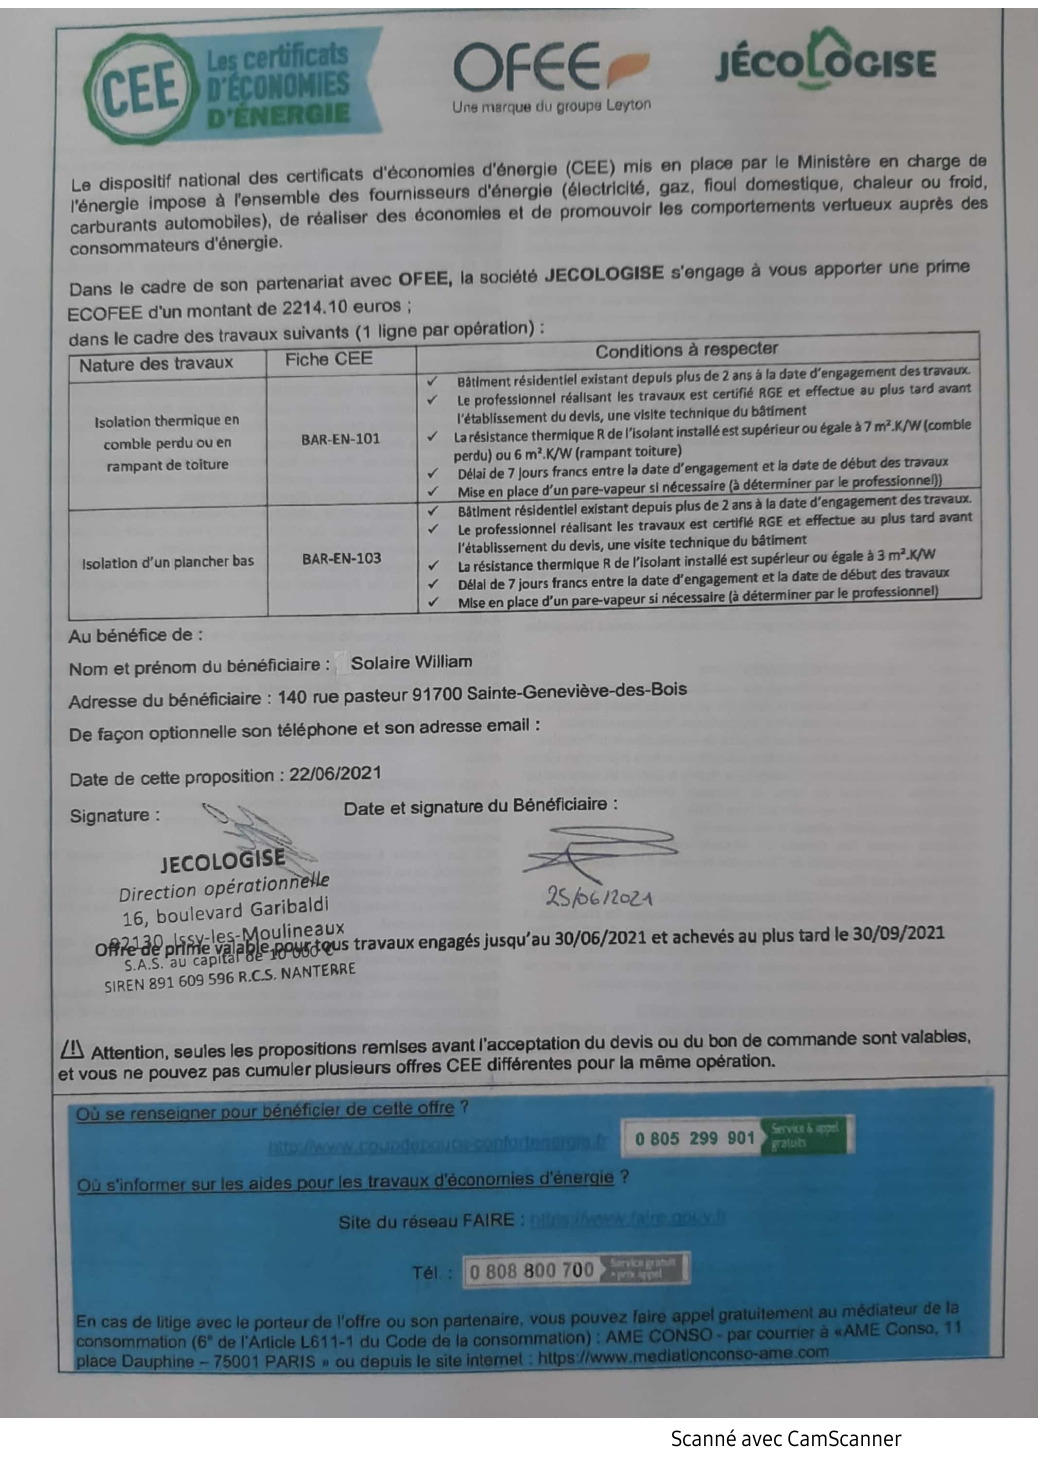 CEE
Les certificats
D'ÉCONOMIES
D'ÉNERGIE
OFEE
Une marque du groupe Leyton
JÉCOLOGISE
Le dispositif national des certificats d'économies d'énergie (CEE) mis en place par le Ministère en charge de
l'énergie impose à l'ensemble des fournisseurs d'énergie (électricité, gaz, fioul domestique, chaleur ou froid,
carburants automobiles), de réaliser des économies et de promouvoir les comportements vertueux auprès des
consommateurs d'énergie.
Dans le cadre de son partenariat avec OFEE, la société JECOLOGISE s'engage à vous apporter une prime
ECOFEE d'un montant de 2214.10 euros ;
dans le cadre des travaux suivants (1 ligne par opération) :
Nature des travaux
Fiche CEE
Conditions à respecter
Isolation thermique en
comble perdu ou en
rampant de toiture
BAR-EN-101
✓ Bâtiment résidentiel existant depuis plus de 2 ans à la date d'engagement des travaux.
✓ Le professionnel réalisant les travaux est certifié RGE et effectue au plus tard avant
l'établissement du devis, une visite technique du bâtiment
✓ La résistance thermique R de l'isolant installé est supérieur ou égale à 7 m².K/W (comble
perdu) ou 6 m².K/W (rampant toiture)
✓ Délai de 7 jours francs entre la date d'engagement et la date de début des travaux
✓ Mise en place d'un pare-vapeur si nécessaire (à déterminer par le professionnel))
Isolation d'un plancher bas
BAR-EN-103
✓ Bâtiment résidentiel existant depuis plus de 2 ans à la date d'engagement des travaux.
✓ Le professionnel réalisant les travaux est certifié RGE et effectue au plus tard avant
l'établissement du devis, une visite technique du bâtiment
✓ La résistance thermique R de l'isolant installé est supérieur ou égale à 3 m².K/W
✓ Délai de 7 jours francs entre la date d'engagement et la date de début des travaux
✓ Mise en place d'un pare-vapeur si nécessaire (à déterminer par le professionnel)
Au bénéfice de :
Nom et prénom du bénéficiaire : Solaire William
Adresse du bénéficiaire : 140 rue pasteur 91700 Sainte-Geneviève-des-Bois
De façon optionnelle son téléphone et son adresse email :
Date de cette proposition : 22/06/2021
Signature :
Date et signature du Bénéficiaire :
JECOLOGISE
Direction opérationnelle
16, boulevard Garibaldi
92130 Issy-les-Moulineaux
S.A.S. au capital de 10 000 €
SIREN 891 609 596 R.C.S. NANTERRE
25/06/2021
Offre de prime valable pour tous travaux engagés jusqu'au 30/06/2021 et achevés au plus tard le 30/09/2021
⚠ Attention, seules les propositions remises avant l'acceptation du devis ou du bon de commande sont valables,
et vous ne pouvez pas cumuler plusieurs offres CEE différentes pour la même opération.
Où se renseigner pour bénéficier de cette offre ?
http://www.coupdepouce-confortenergie.fr
0 805 299 901 Service & appel
gratuits
Où s'informer sur les aides pour les travaux d'économies d'énergie ?
Site du réseau FAIRE : https://www.faire.gouv.fr
Tél. : 0 808 800 700 Service gratuit
+ prix appel
En cas de litige avec le porteur de l'offre ou son partenaire, vous pouvez faire appel gratuitement au médiateur de la
consommation (6° de l'Article L611-1 du Code de la consommation) : AME CONSO - par courrier à «AME Conso, 11
place Dauphine – 75001 PARIS » ou depuis le site internet : https://www.mediationconso-ame.com
Scanné avec CamScanner